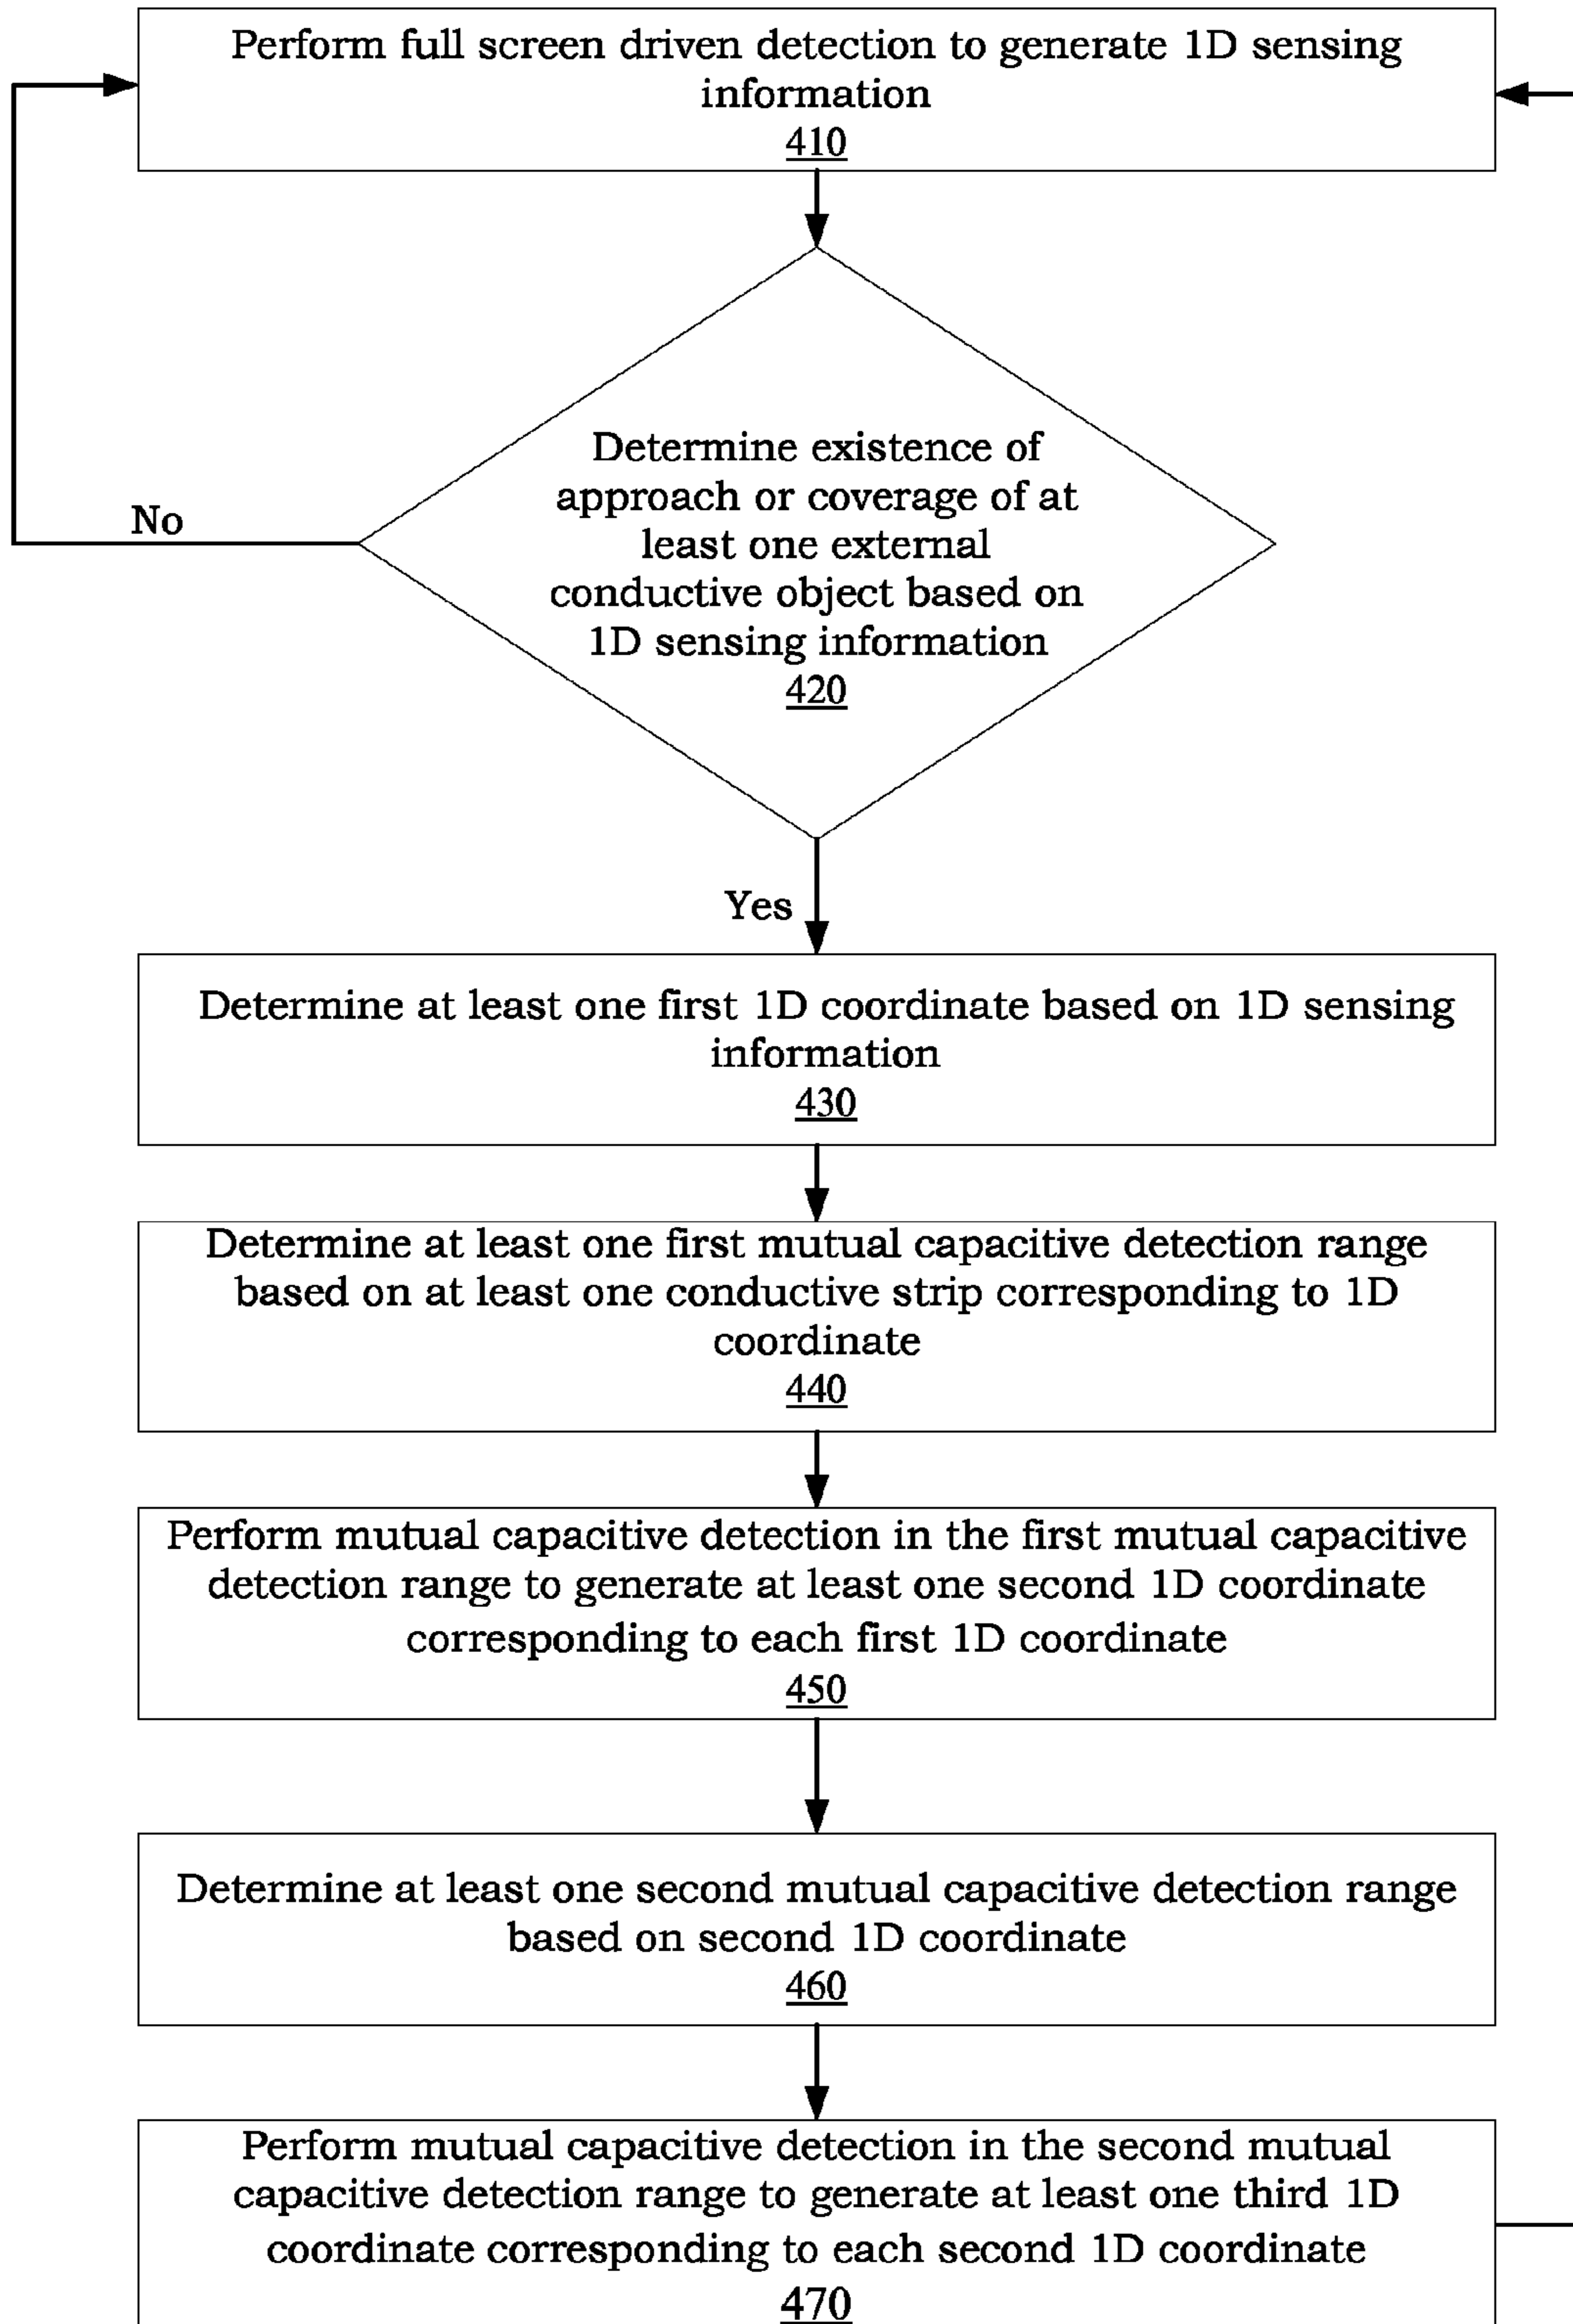 Perform full screen driven detection to generate 1D sensing
information
410
Determine existence of
approach or coverage of at
least one external
conductive object based on
1D sensing information
420
No
Yes
Determine at least one first 1D coordinate based on 1D sensing
information
430
Determine at least one first mutual capacitive detection range
based on at least one conductive strip corresponding to 1D
coordinate
440
Perform mutual capacitive detection in the first mutual capacitive
detection range to generate at least one second 1D coordinate
corresponding to each first 1D coordinate
450
Determine at least one second mutual capacitive detection range
based on second 1D coordinate
460
Perform mutual capacitive detection in the second mutual
capacitive detection range to generate at least one third 1D
coordinate corresponding to each second 1D coordinate
470